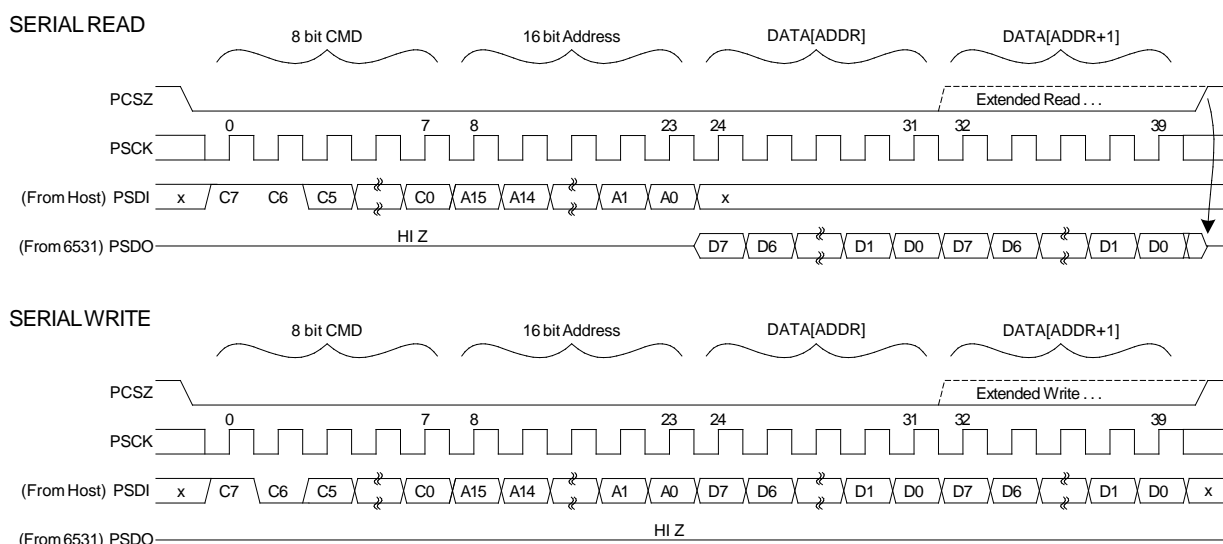 SERIAL READ
8 bit CMD 16 bit Address DATA[ADDR] DATA[ADDR+1]
PCSZ Extended Read . . .
0 7 8 23 24 31 32 39
PSCK
(From Host) PSDI x C7 C6 C5 C0 A15 A14 A1 A0 x
HI Z
(From 6531) PSDO D7 D6 D1 D0 D7 D6 D1 D0
SERIAL WRITE
8 bit CMD 16 bit Address DATA[ADDR] DATA[ADDR+1]
PCSZ Extended Write . . .
0 7 8 23 24 31 32 39
PSCK
(From Host) PSDI x C7 C6 C5 C0 A15 A14 A1 A0 D7 D6 D1 D0 D7 D6 D1 D0 x
HI Z
(From 6531) PSDO